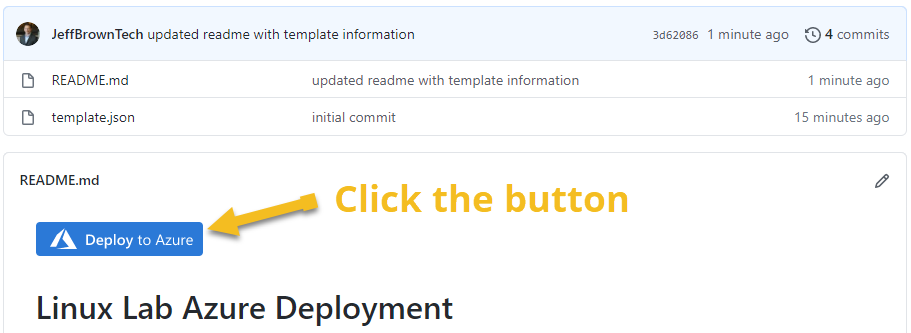 JeffBrownTech updated readme with template information 3d62086 1 minute ago 4 commits
README.md updated readme with template information 1 minute ago
template.json initial commit 15 minutes ago
README.md
Click the button
Deploy to Azure
Linux Lab Azure Deployment